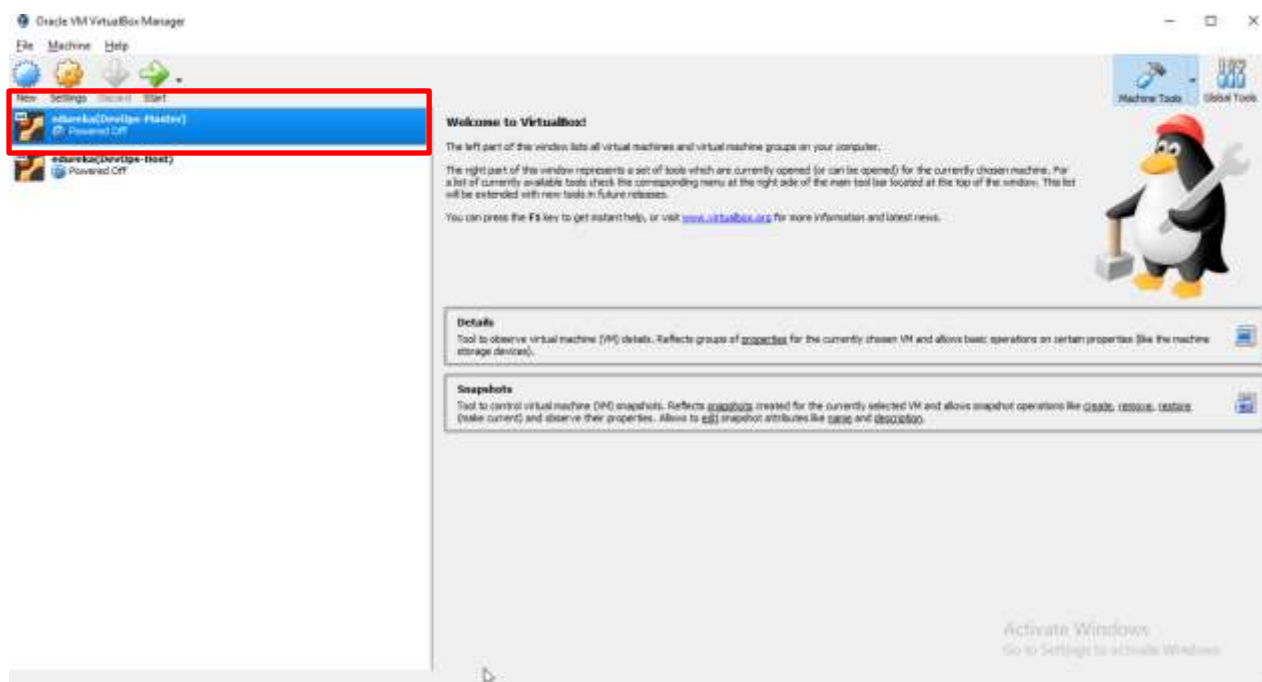 Oracle VM VirtualBox Manager
File Machine Help
New Settings Discard Start
Machine Tools Global Tools
edureka(DevOps-Master)
Powered Off
edureka(DevOps-Host)
Powered Off
Welcome to VirtualBox!
The left part of this window lists all virtual machines and virtual machine groups on your computer.
The right part of this window represents a set of tools which are currently opened (or can be opened) for the currently chosen machine. For
a list of currently available tools check the corresponding menu at the right side of the main tool bar located at the top of the window. This list
will be extended with new tools in future releases.
You can press the F1 key to get instant help, or visit www.virtualbox.org for more information and latest news.
Details
Tool to observe virtual machine (VM) details. Reflects groups of properties for the currently chosen VM and allows basic operations on certain properties (like the machine
storage devices).
Snapshots
Tool to control virtual machine (VM) snapshots. Reflects snapshots created for the currently selected VM and allows snapshot operations like create, remove, restore
(make current) and observe their properties. Allows to edit snapshot attributes like name and description.
Activate Windows
Go to Settings to activate Windows.